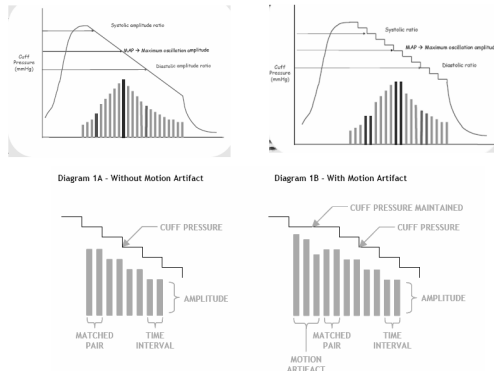 Systolic amplitude ratio
MAP → Maximum oscillation amplitude
Diastolic amplitude ratio
Cuff
Pressure
(mmHg)
Systolic ratio
MAP → Maximum oscillation amplitude
Diastolic ratio
Cuff
Pressure
(mmHg)
Diagram 1A - Without Motion Artifact
CUFF PRESSURE
AMPLITUDE
MATCHED
PAIR
TIME
INTERVAL
Diagram 1B - With Motion Artifact
CUFF PRESSURE MAINTAINED
CUFF PRESSURE
AMPLITUDE
MATCHED
PAIR
TIME
INTERVAL
MOTION
ARTIFACT